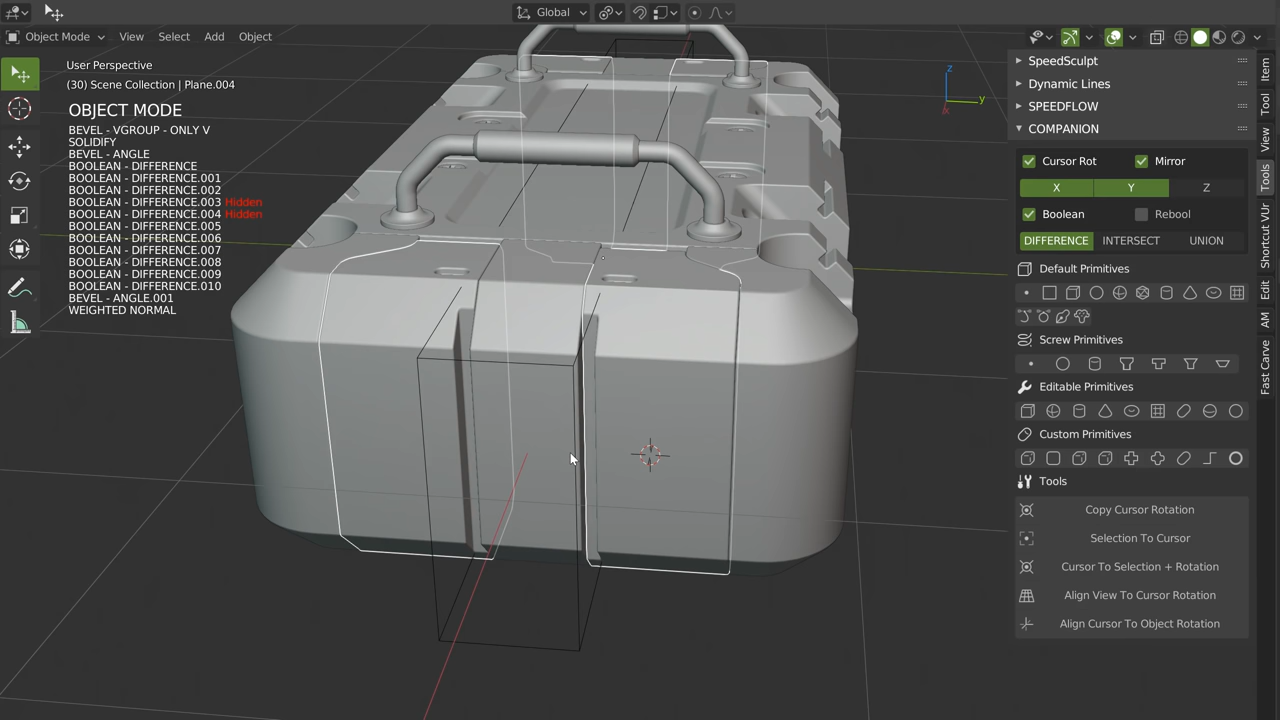 Global
Object Mode View Select Add Object
User Perspective
(30) Scene Collection | Plane.004
OBJECT MODE
BEVEL - VGROUP - ONLY V
SOLIDIFY
BEVEL - ANGLE
BOOLEAN - DIFFERENCE
BOOLEAN - DIFFERENCE.001
BOOLEAN - DIFFERENCE.002
BOOLEAN - DIFFERENCE.003 Hidden
BOOLEAN - DIFFERENCE.004 Hidden
BOOLEAN - DIFFERENCE.005
BOOLEAN - DIFFERENCE.006
BOOLEAN - DIFFERENCE.007
BOOLEAN - DIFFERENCE.008
BOOLEAN - DIFFERENCE.009
BOOLEAN - DIFFERENCE.010
BEVEL - ANGLE.001
WEIGHTED NORMAL
z
y
x
SpeedSculpt
Dynamic Lines
SPEEDFLOW
COMPANION
Cursor Rot Mirror
X Y Z
Boolean Rebool
DIFFERENCE INTERSECT UNION
Default Primitives
Screw Primitives
Editable Primitives
Custom Primitives
Tools
Copy Cursor Rotation
Selection To Cursor
Cursor To Selection + Rotation
Align View To Cursor Rotation
Align Cursor To Object Rotation
Item
Tool
View
Tools
Shortcut VUr
Edit
AM
Fast Carve